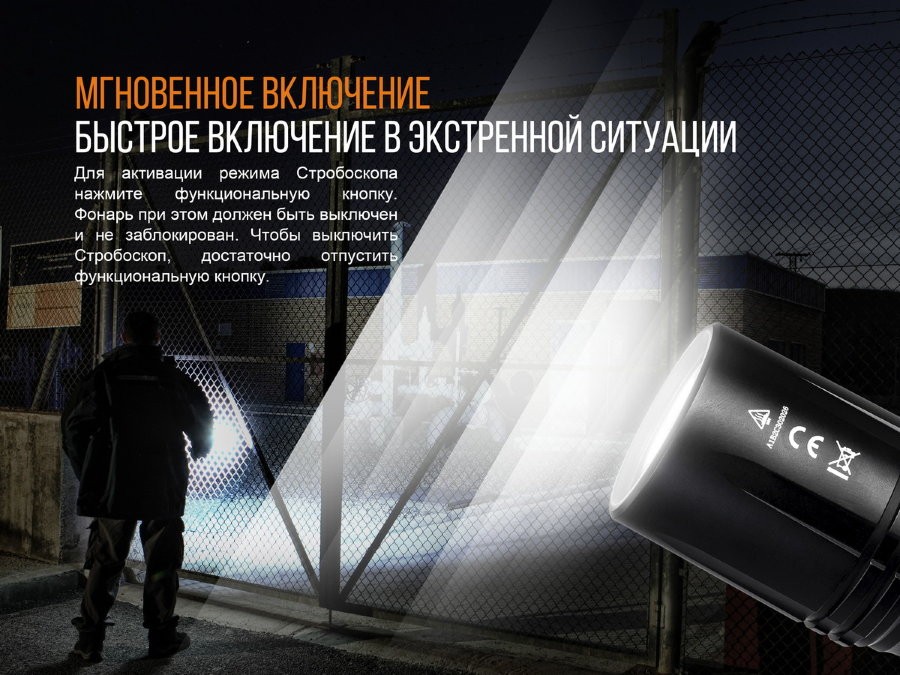 МГНОВЕННОЕ ВКЛЮЧЕНИЕ
БЫСТРОЕ ВКЛЮЧЕНИЕ В ЭКСТРЕННОЙ СИТУАЦИИ
Для активации режима Стробоскопа
нажмите функциональную кнопку.
Фонарь при этом должен быть выключен
и не заблокирован. Чтобы выключить
Стробоскоп, достаточно отпустить
функциональную кнопку.
CE